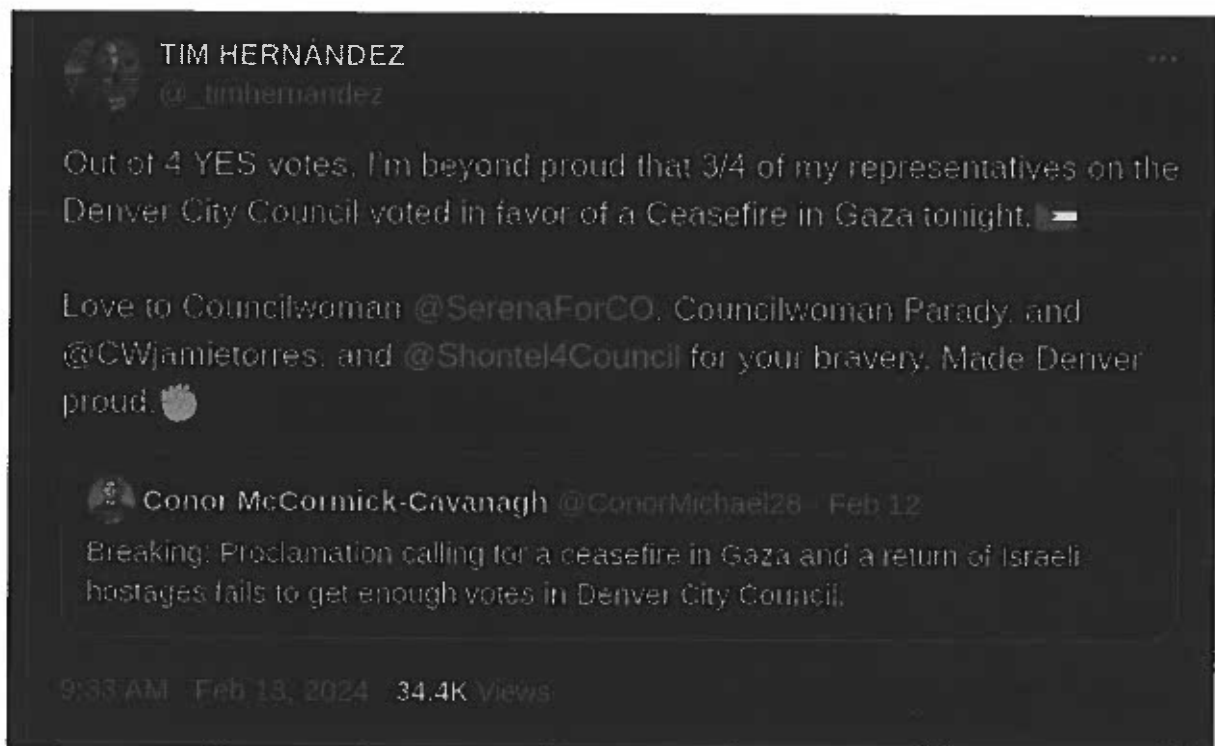 TIM HERNÁNDEZ
@_timhernandez
Out of 4 YES votes, I'm beyond proud that 3/4 of my representatives on the
Denver City Council voted in favor of a Ceasefire in Gaza tonight.
Love to Councilwoman @SerenaForCO, Councilwoman Parady, and
@CWjamietorres, and @Shontel4Council for your bravery. Made Denver
proud.
Conor McCormick-Cavanagh @ConorMichael28 · Feb 12
Breaking: Proclamation calling for a ceasefire in Gaza and a return of Israeli
hostages fails to get enough votes in Denver City Council.
9:33 AM · Feb 13, 2024 · 34.4K Views